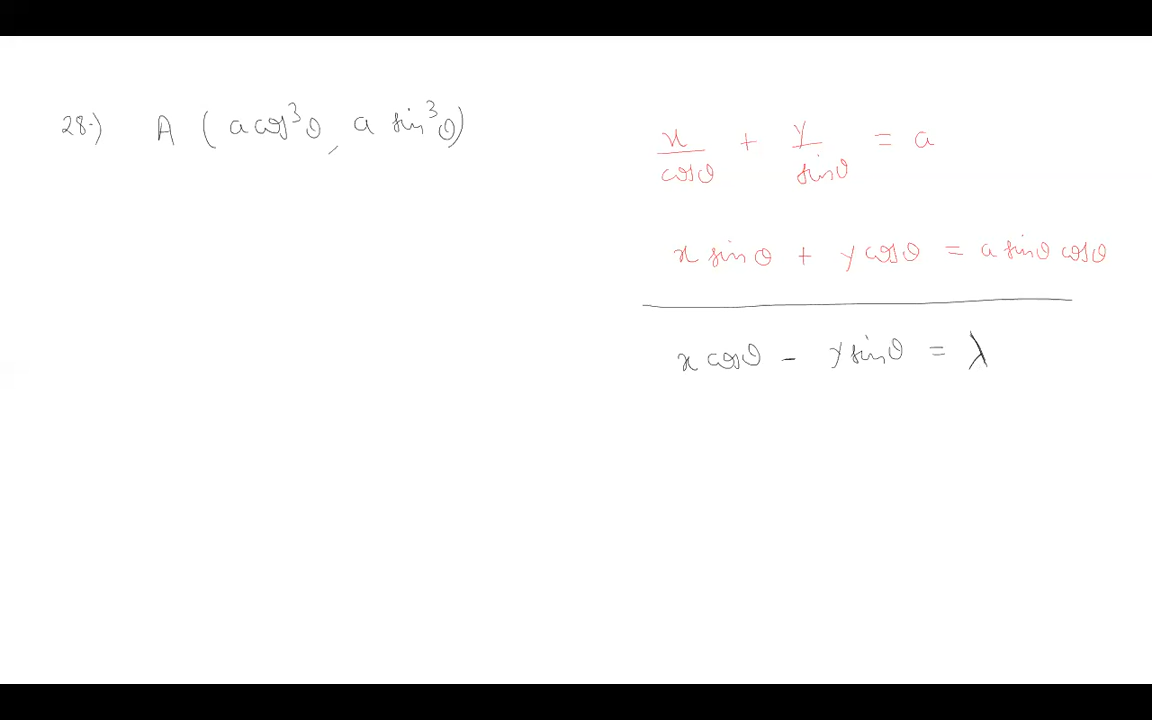 28.) A (a cos³θ, a sin³θ)
x/cosθ + y/sinθ = a
x sinθ + y cosθ = a sinθ cosθ
x cosθ - y sinθ = λ